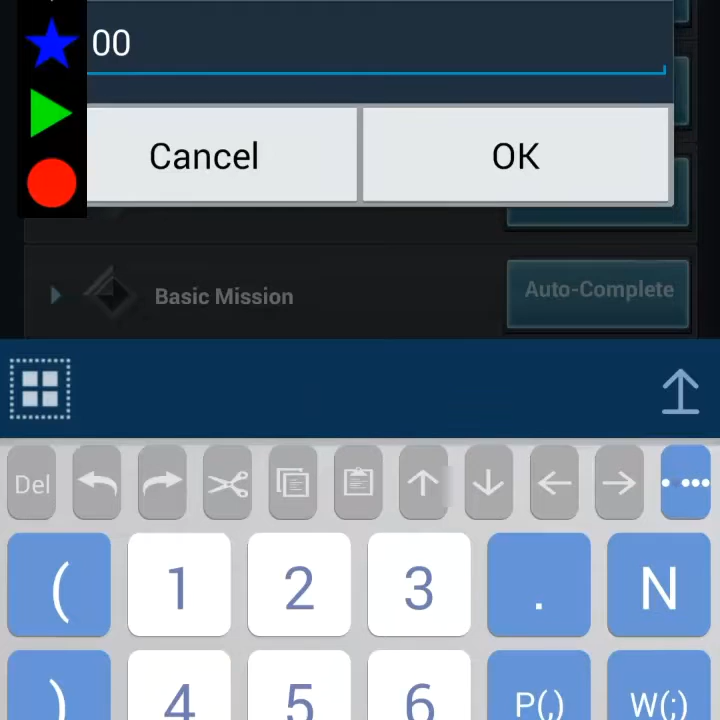 00
Cancel OK
Basic Mission Auto-Complete
Del
( 1 2 3 . N
) 4 5 6 P(,) W(;)